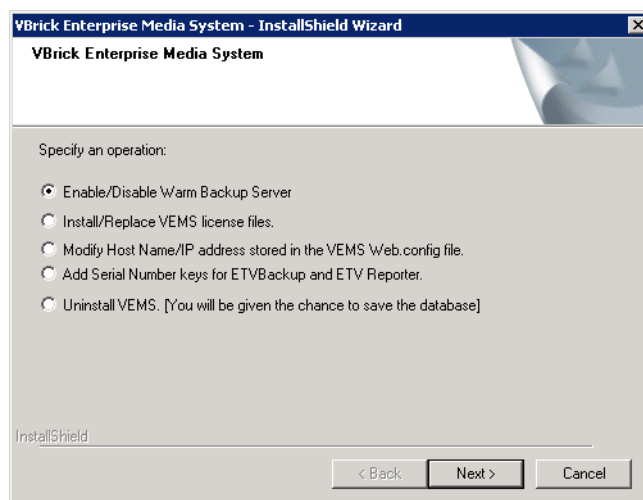 VBrick Enterprise Media System - InstallShield Wizard
VBrick Enterprise Media System
Specify an operation:
Enable/Disable Warm Backup Server
Install/Replace VEMS license files.
Modify Host Name/IP address stored in the VEMS Web.config file.
Add Serial Number keys for ETVBackup and ETV Reporter.
Uninstall VEMS. [You will be given the chance to save the database]
InstallShield
< Back
Next >
Cancel